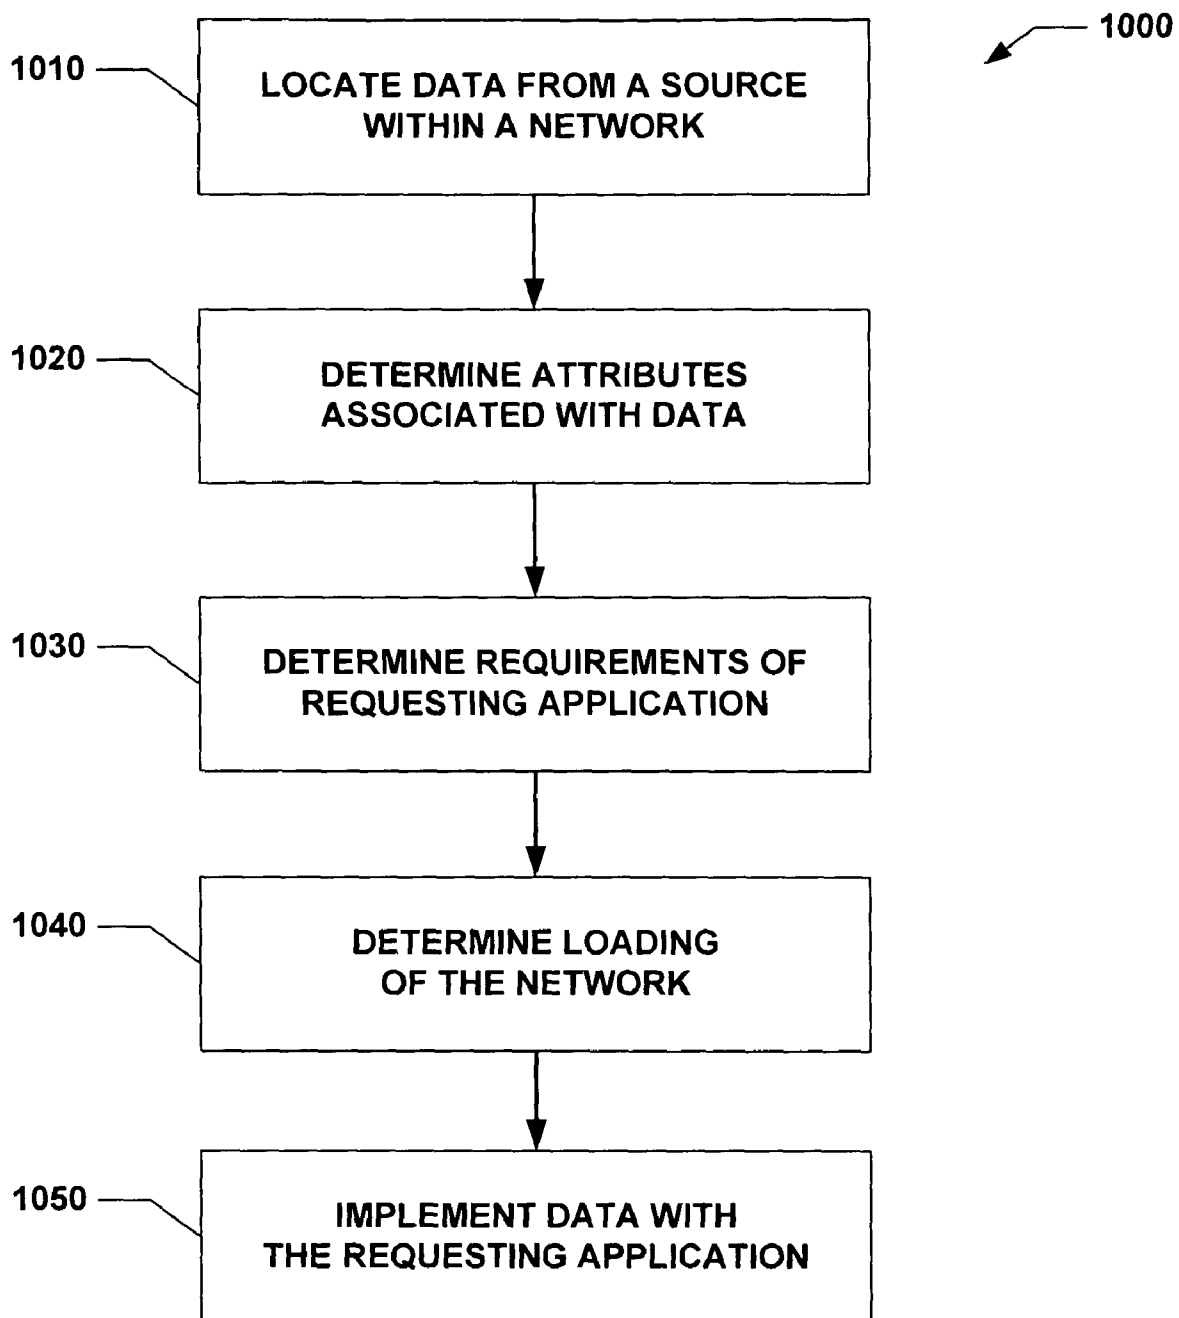 1000
1010
LOCATE DATA FROM A SOURCE
WITHIN A NETWORK
1020
DETERMINE ATTRIBUTES
ASSOCIATED WITH DATA
1030
DETERMINE REQUIREMENTS OF
REQUESTING APPLICATION
1040
DETERMINE LOADING
OF THE NETWORK
1050
IMPLEMENT DATA WITH
THE REQUESTING APPLICATION